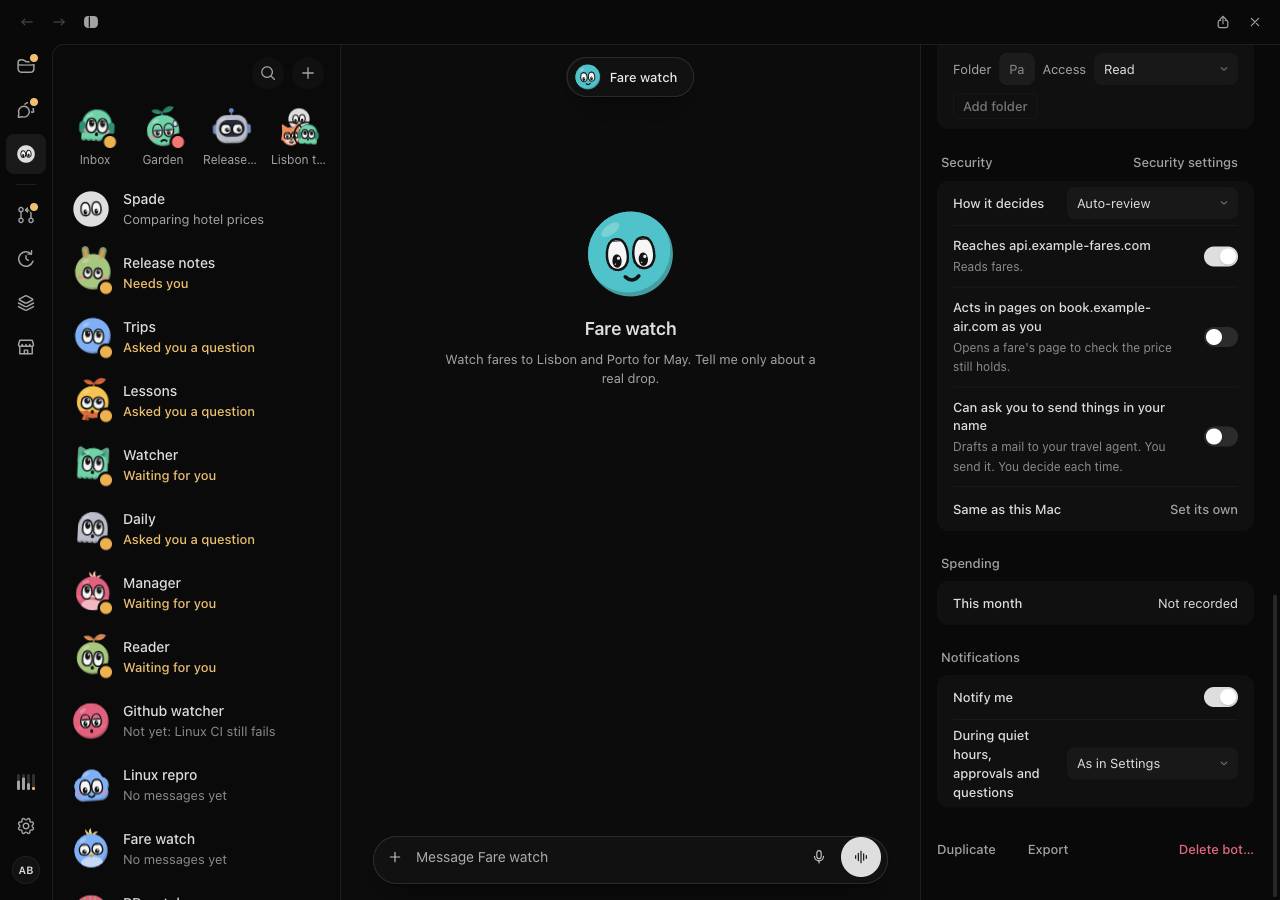 Fare watch
Inbox
Garden
Release...
Lisbon t...
Spade
Comparing hotel prices
Release notes
Needs you
Trips
Asked you a question
Lessons
Asked you a question
Watcher
Waiting for you
Daily
Asked you a question
Manager
Waiting for you
Reader
Waiting for you
Github watcher
Not yet: Linux CI still fails
Linux repro
No messages yet
Fare watch
No messages yet
AB
Fare watch
Watch fares to Lisbon and Porto for May. Tell me only about a
real drop.
Message Fare watch
Folder Pa Access Read
Add folder
Security Security settings
How it decides Auto-review
Reaches api.example-fares.com
Reads fares.
Acts in pages on book.example-
air.com as you
Opens a fare's page to check the price
still holds.
Can ask you to send things in your
name
Drafts a mail to your travel agent. You
send it. You decide each time.
Same as this Mac Set its own
Spending
This month Not recorded
Notifications
Notify me
During quiet
hours,
approvals and
questions
As in Settings
Duplicate Export Delete bot...